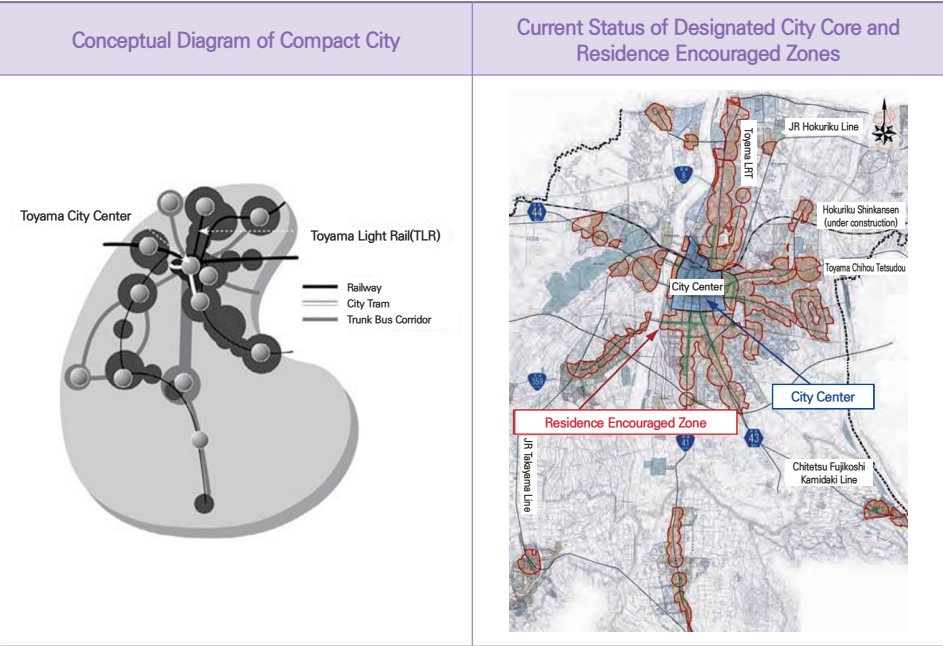 Conceptual Diagram of Compact City
Current Status of Designated City Core and
Residence Encouraged Zones
Toyama City Center
Toyama Light Rail(TLR)
Railway
City Tram
Trunk Bus Corridor
JR Hokuriku Line
Toyama LRT
8
44
Hokuriku Shinkansen
(under construction)
Toyama Chihou Tetsudou
City Center
359
City Center
Residence Encouraged Zone
41
43
JR Takayama Line
Chitetsu Fujikoshi
Kamidaki Line